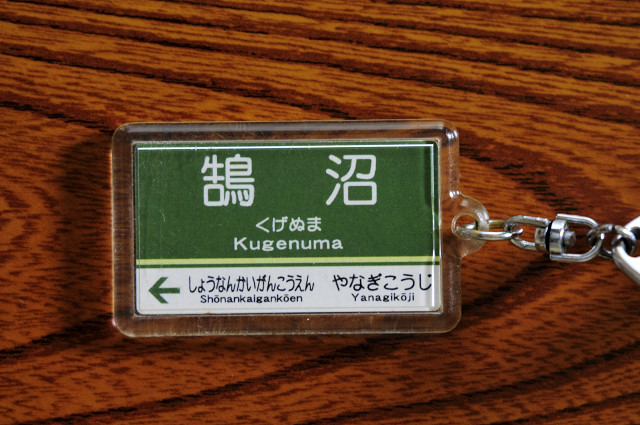 鵠沼
くげぬま
Kugenuma
しょうなんかいがんこうえん やなぎこうじ
Shōnankaigankōen Yanagikōji